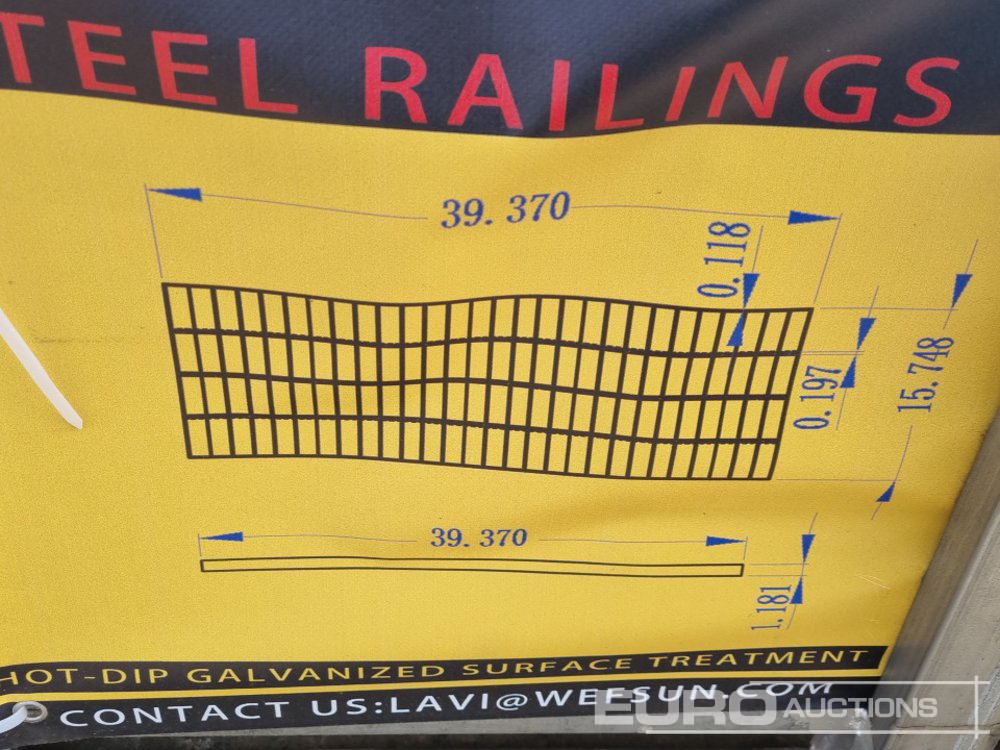 TEEL RAILINGS
39.370
0.118
0.197
15.748
39.370
1.181
HOT-DIP GALVANIZED SURFACE TREATMENT
CONTACT US:LAVI@WEESUN.COM
EURO AUCTIONS